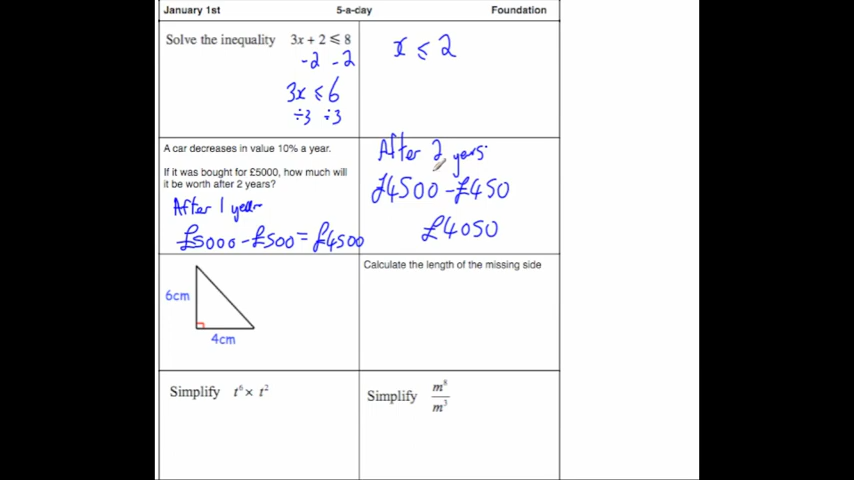 January 1st 5-a-day Foundation
Solve the inequality 3x + 2 ⩽ 8
-2 -2
3x ⩽ 6
÷3 ÷3
x ⩽ 2
A car decreases in value 10% a year.
If it was bought for £5000, how much will
it be worth after 2 years?
After 1 year
£5000 - £500 = £4500
After 2 years
£4500 - £450
£4050
6cm
4cm
Calculate the length of the missing side
Simplify t⁶ × t²
Simplify m⁸
m³